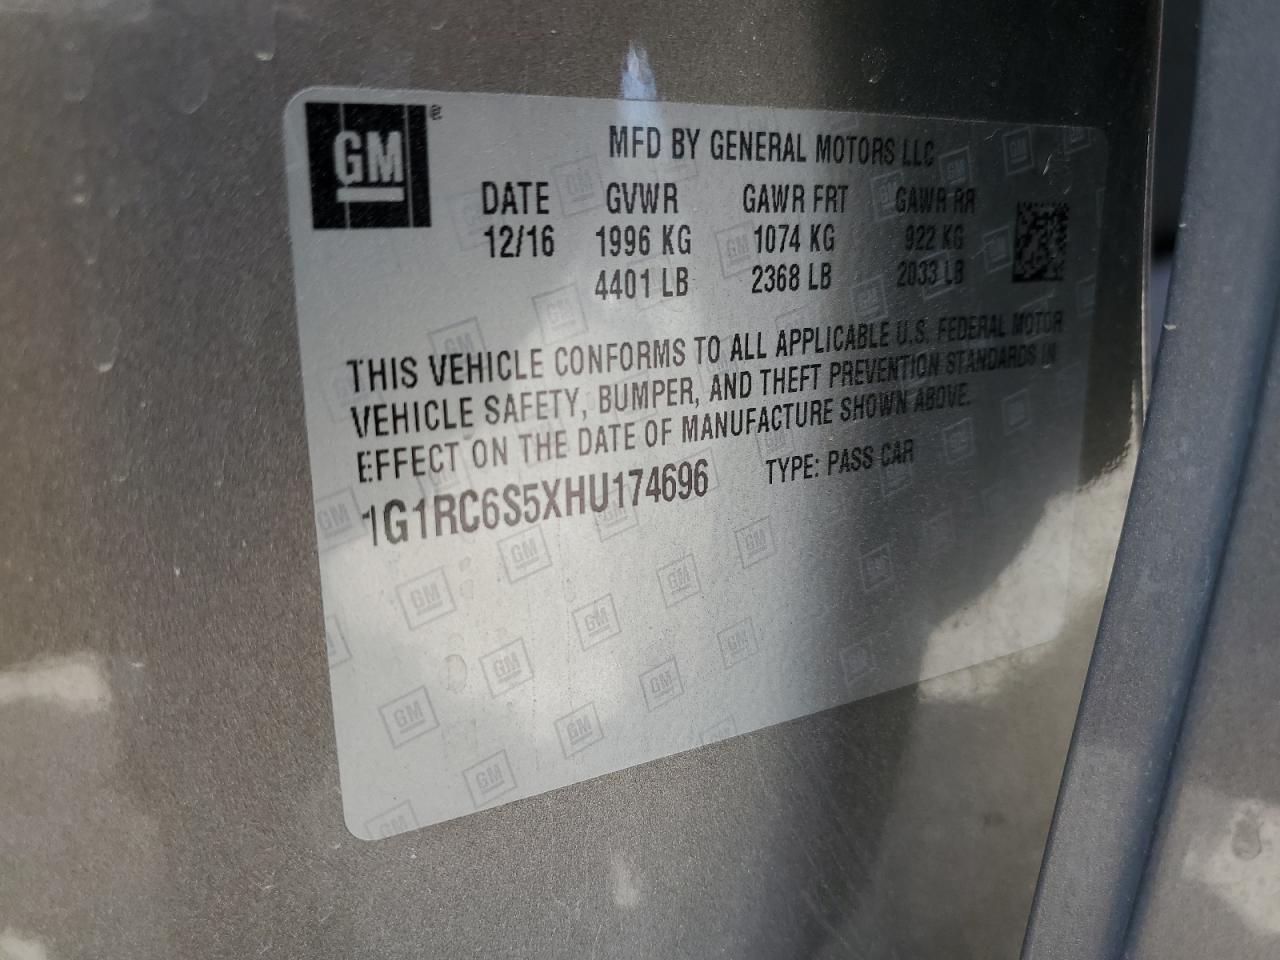 GM ®
MFD BY GENERAL MOTORS LLC
DATE GVWR GAWR FRT GAWR RR
12/16 1996 KG 1074 KG 922 KG
4401 LB 2368 LB 2033 LB
THIS VEHICLE CONFORMS TO ALL APPLICABLE U.S. FEDERAL MOTOR
VEHICLE SAFETY, BUMPER, AND THEFT PREVENTION STANDARDS IN
EFFECT ON THE DATE OF MANUFACTURE SHOWN ABOVE.
1G1RC6S5XHU174696 TYPE: PASS CAR